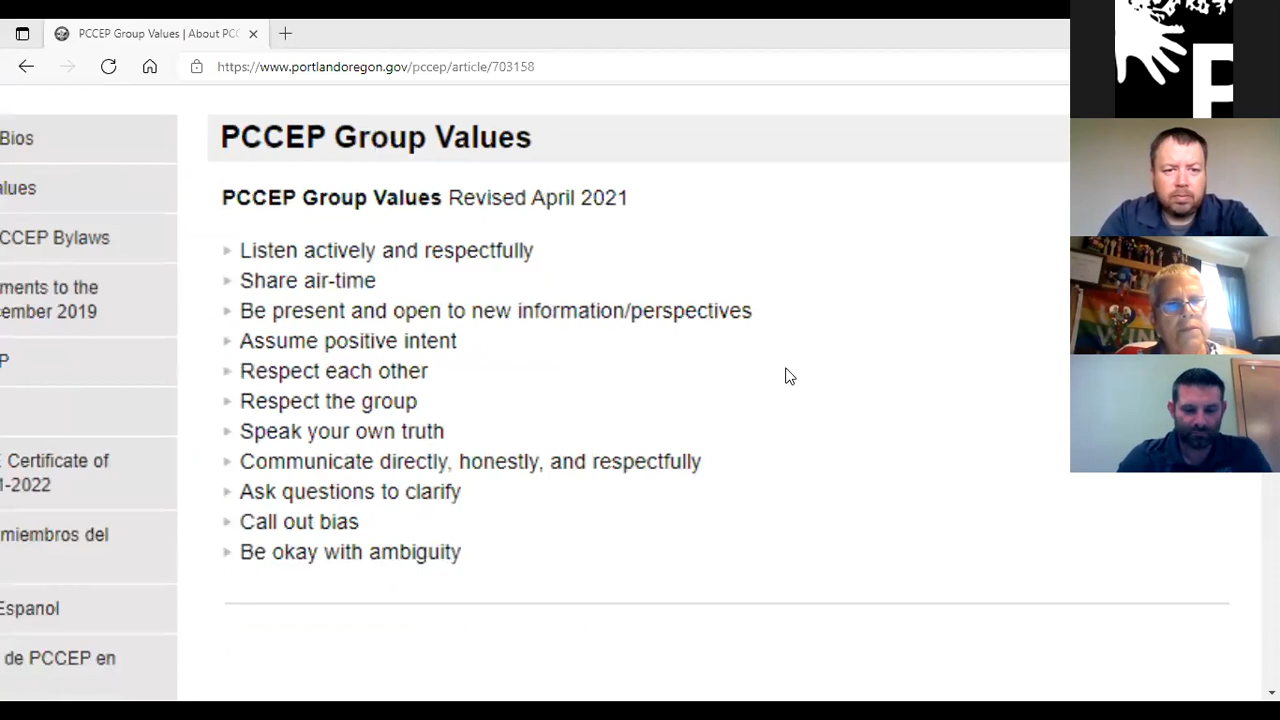 PCCEP Group Values | About PCC
https://www.portlandoregon.gov/pccep/article/703158
Bios
alues
CCEP Bylaws
ments to the
cember 2019
P
E Certificate of
1-2022
miembros del
Espanol
de PCCEP en
PCCEP Group Values
PCCEP Group Values Revised April 2021
Listen actively and respectfully
Share air-time
Be present and open to new information/perspectives
Assume positive intent
Respect each other
Respect the group
Speak your own truth
Communicate directly, honestly, and respectfully
Ask questions to clarify
Call out bias
Be okay with ambiguity
P